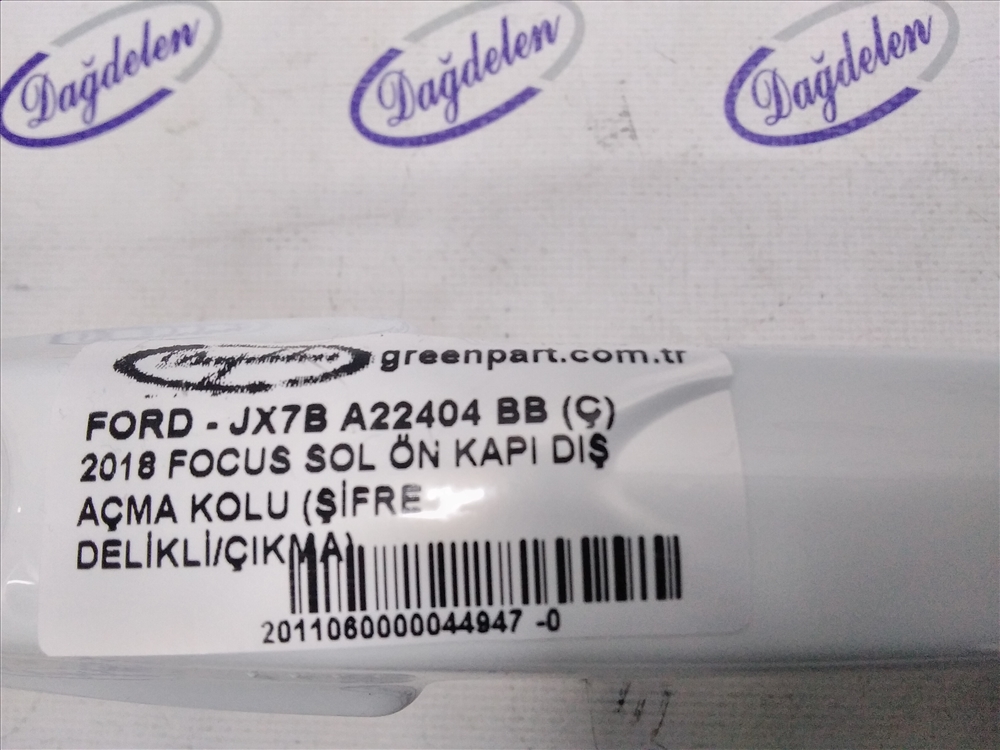 Dağdelen Dağdelen Dağdelen
greenpart.com.tr
FORD - JX7B A22404 BB (Ç)
2018 FOCUS SOL ÖN KAPI DIŞ
AÇMA KOLU (ŞİFRE
DELİKLİ/ÇIKMA)
2011060000044947 -0